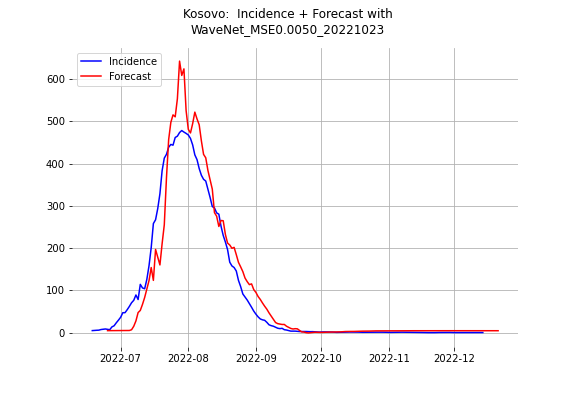 Kosovo:  Incidence + Forecast with
WaveNet_MSE0.0050_20221023
Incidence
Forecast
600
500
400
300
200
100
0
2022-07 2022-08 2022-09 2022-10 2022-11 2022-12